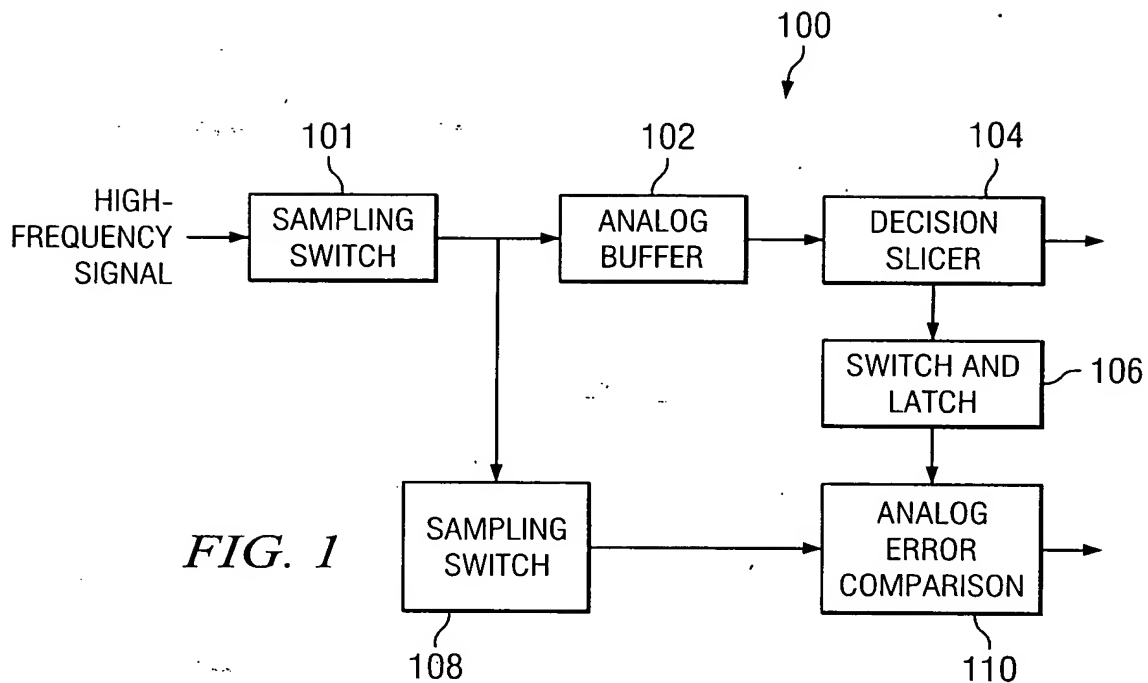 100
101
102
104
HIGH-
FREQUENCY
SIGNAL
SAMPLING
SWITCH
ANALOG
BUFFER
DECISION
SLICER
SWITCH AND
LATCH
106
FIG. 1
SAMPLING
SWITCH
ANALOG
ERROR
COMPARISON
108
110